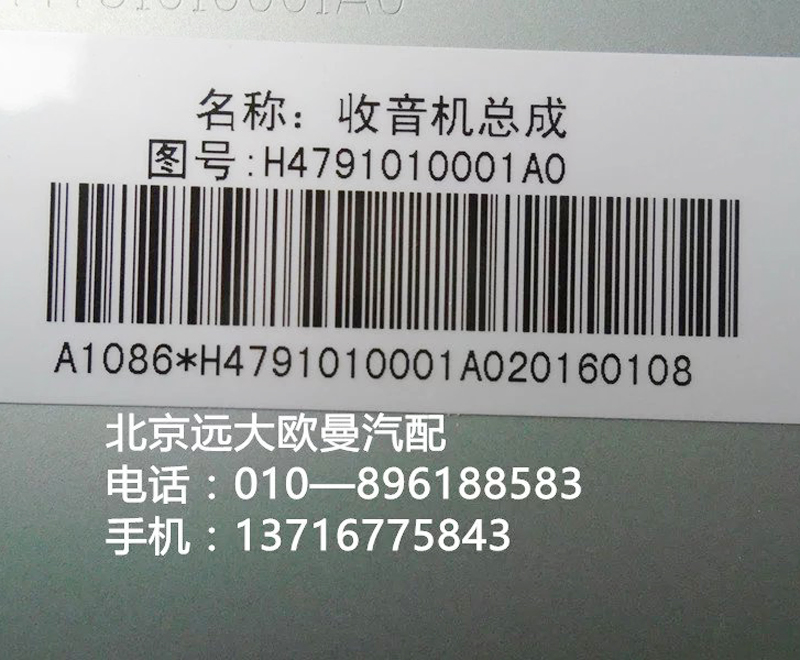 名称：收音机总成
图号:H4791010001A0
A1086*H4791010001A020160108
北京远大欧曼汽配
电话：010—896188583
手机：13716775843